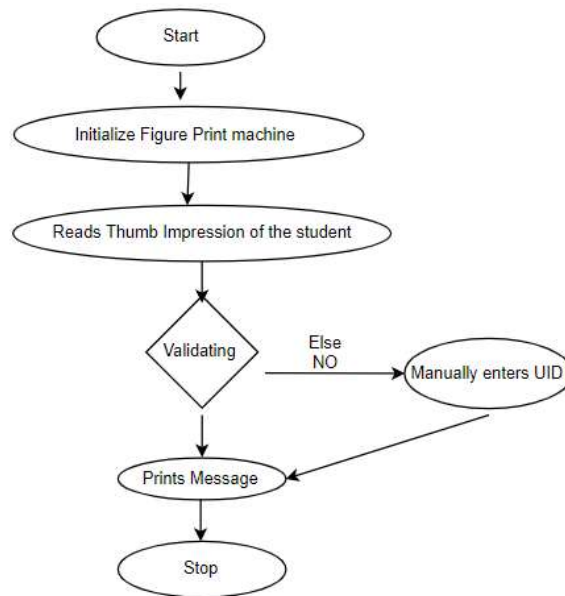 Start
Initialize Figure Print machine
Reads Thumb Impression of the student
Validating
Else
NO
Manually enters UID
Prints Message
Stop